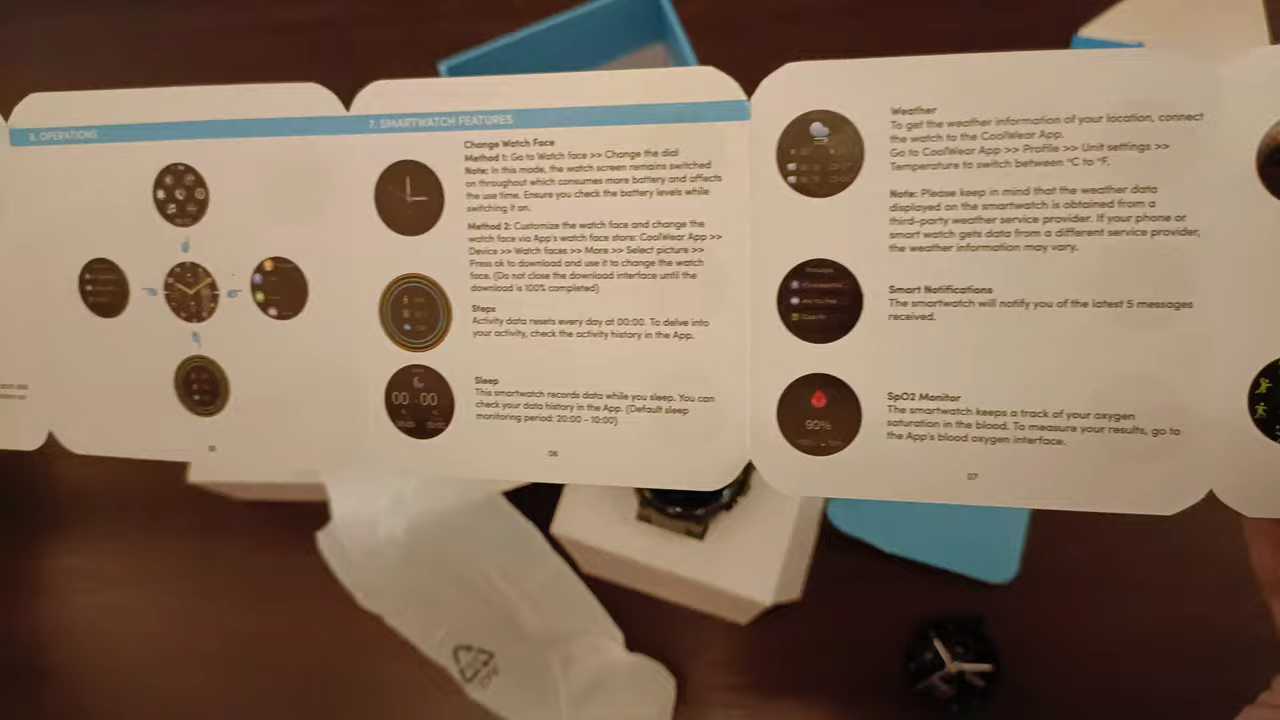 6. OPERATIONS
05
7. SMARTWATCH FEATURES
Change Watch Face
Method 1: Go to Watch face >> Change the dial
Note: In this mode, the watch screen remains switched
on throughout which consumes more battery and affects
the use time. Ensure you check the battery levels while
switching it on.
Method 2: Customize the watch face and change the
watch face via App's watch face store: CoolWear App >>
Device >> Watch faces >> More >> Select picture >>
Press ok to download and use it to change the watch
face. (Do not close the download interface until the
download is 100% completed)
Steps
Activity data resets every day at 00:00. To delve into
your activity, check the activity history in the App.
00 00
Sleep
This smartwatch records data while you sleep. You can
check your data history in the App. (Default sleep
monitoring period: 20:00 - 10:00)
06
Weather
To get the weather information of your location, connect
the watch to the CoolWear App.
Go to CoolWear App >> Profile >> Unit settings >>
Temperature to switch between °C to °F.
Note: Please keep in mind that the weather data
displayed on the smartwatch is obtained from a
third-party weather service provider. If your phone or
smart watch gets data from a different service provider,
the weather information may vary.
Messages
Smart Notifications
The smartwatch will notify you of the latest 5 messages
received.
90%
SpO2 Monitor
The smartwatch keeps a track of your oxygen
saturation in the blood. To measure your results, go to
the App's blood oxygen interface.
07